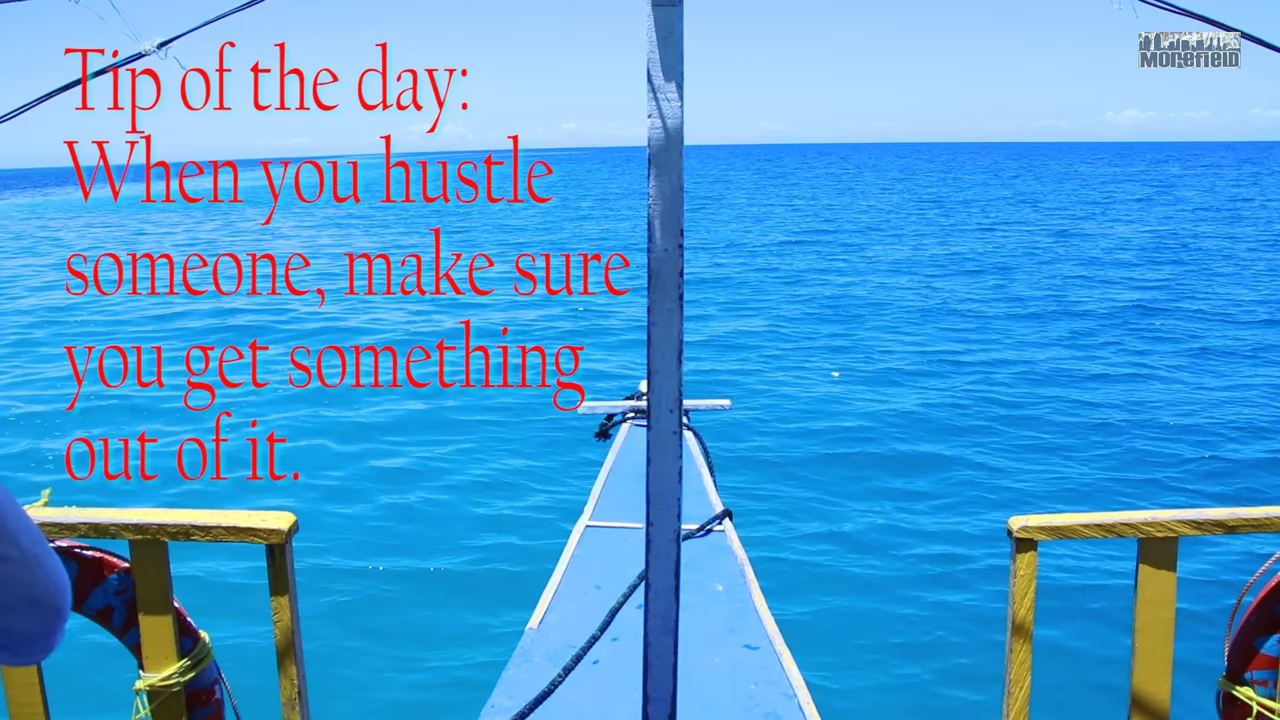 Tip of the day:
When you hustle
someone, make sure
you get something
out of it.
Morefield